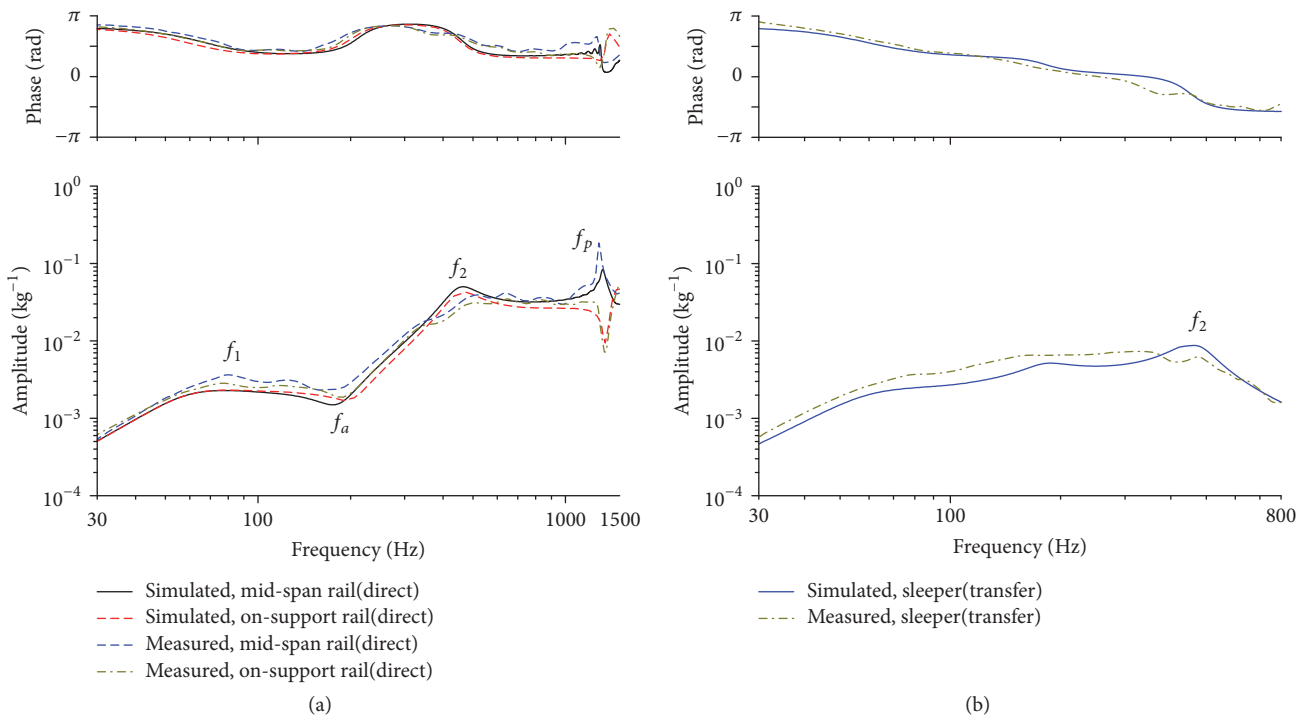 Phase (rad)
π
0
−π
Amplitude (kg⁻¹)
10⁰
10⁻¹
10⁻²
10⁻³
10⁻⁴
f₁
fₐ
f₂
fₚ
30
100
1000
1500
Frequency (Hz)
Simulated, mid-span rail(direct)
Simulated, on-support rail(direct)
Measured, mid-span rail(direct)
Measured, on-support rail(direct)
(a)
Phase (rad)
π
0
−π
Amplitude (kg⁻¹)
10⁰
10⁻¹
10⁻²
10⁻³
10⁻⁴
f₂
30
100
800
Frequency (Hz)
Simulated, sleeper(transfer)
Measured, sleeper(transfer)
(b)